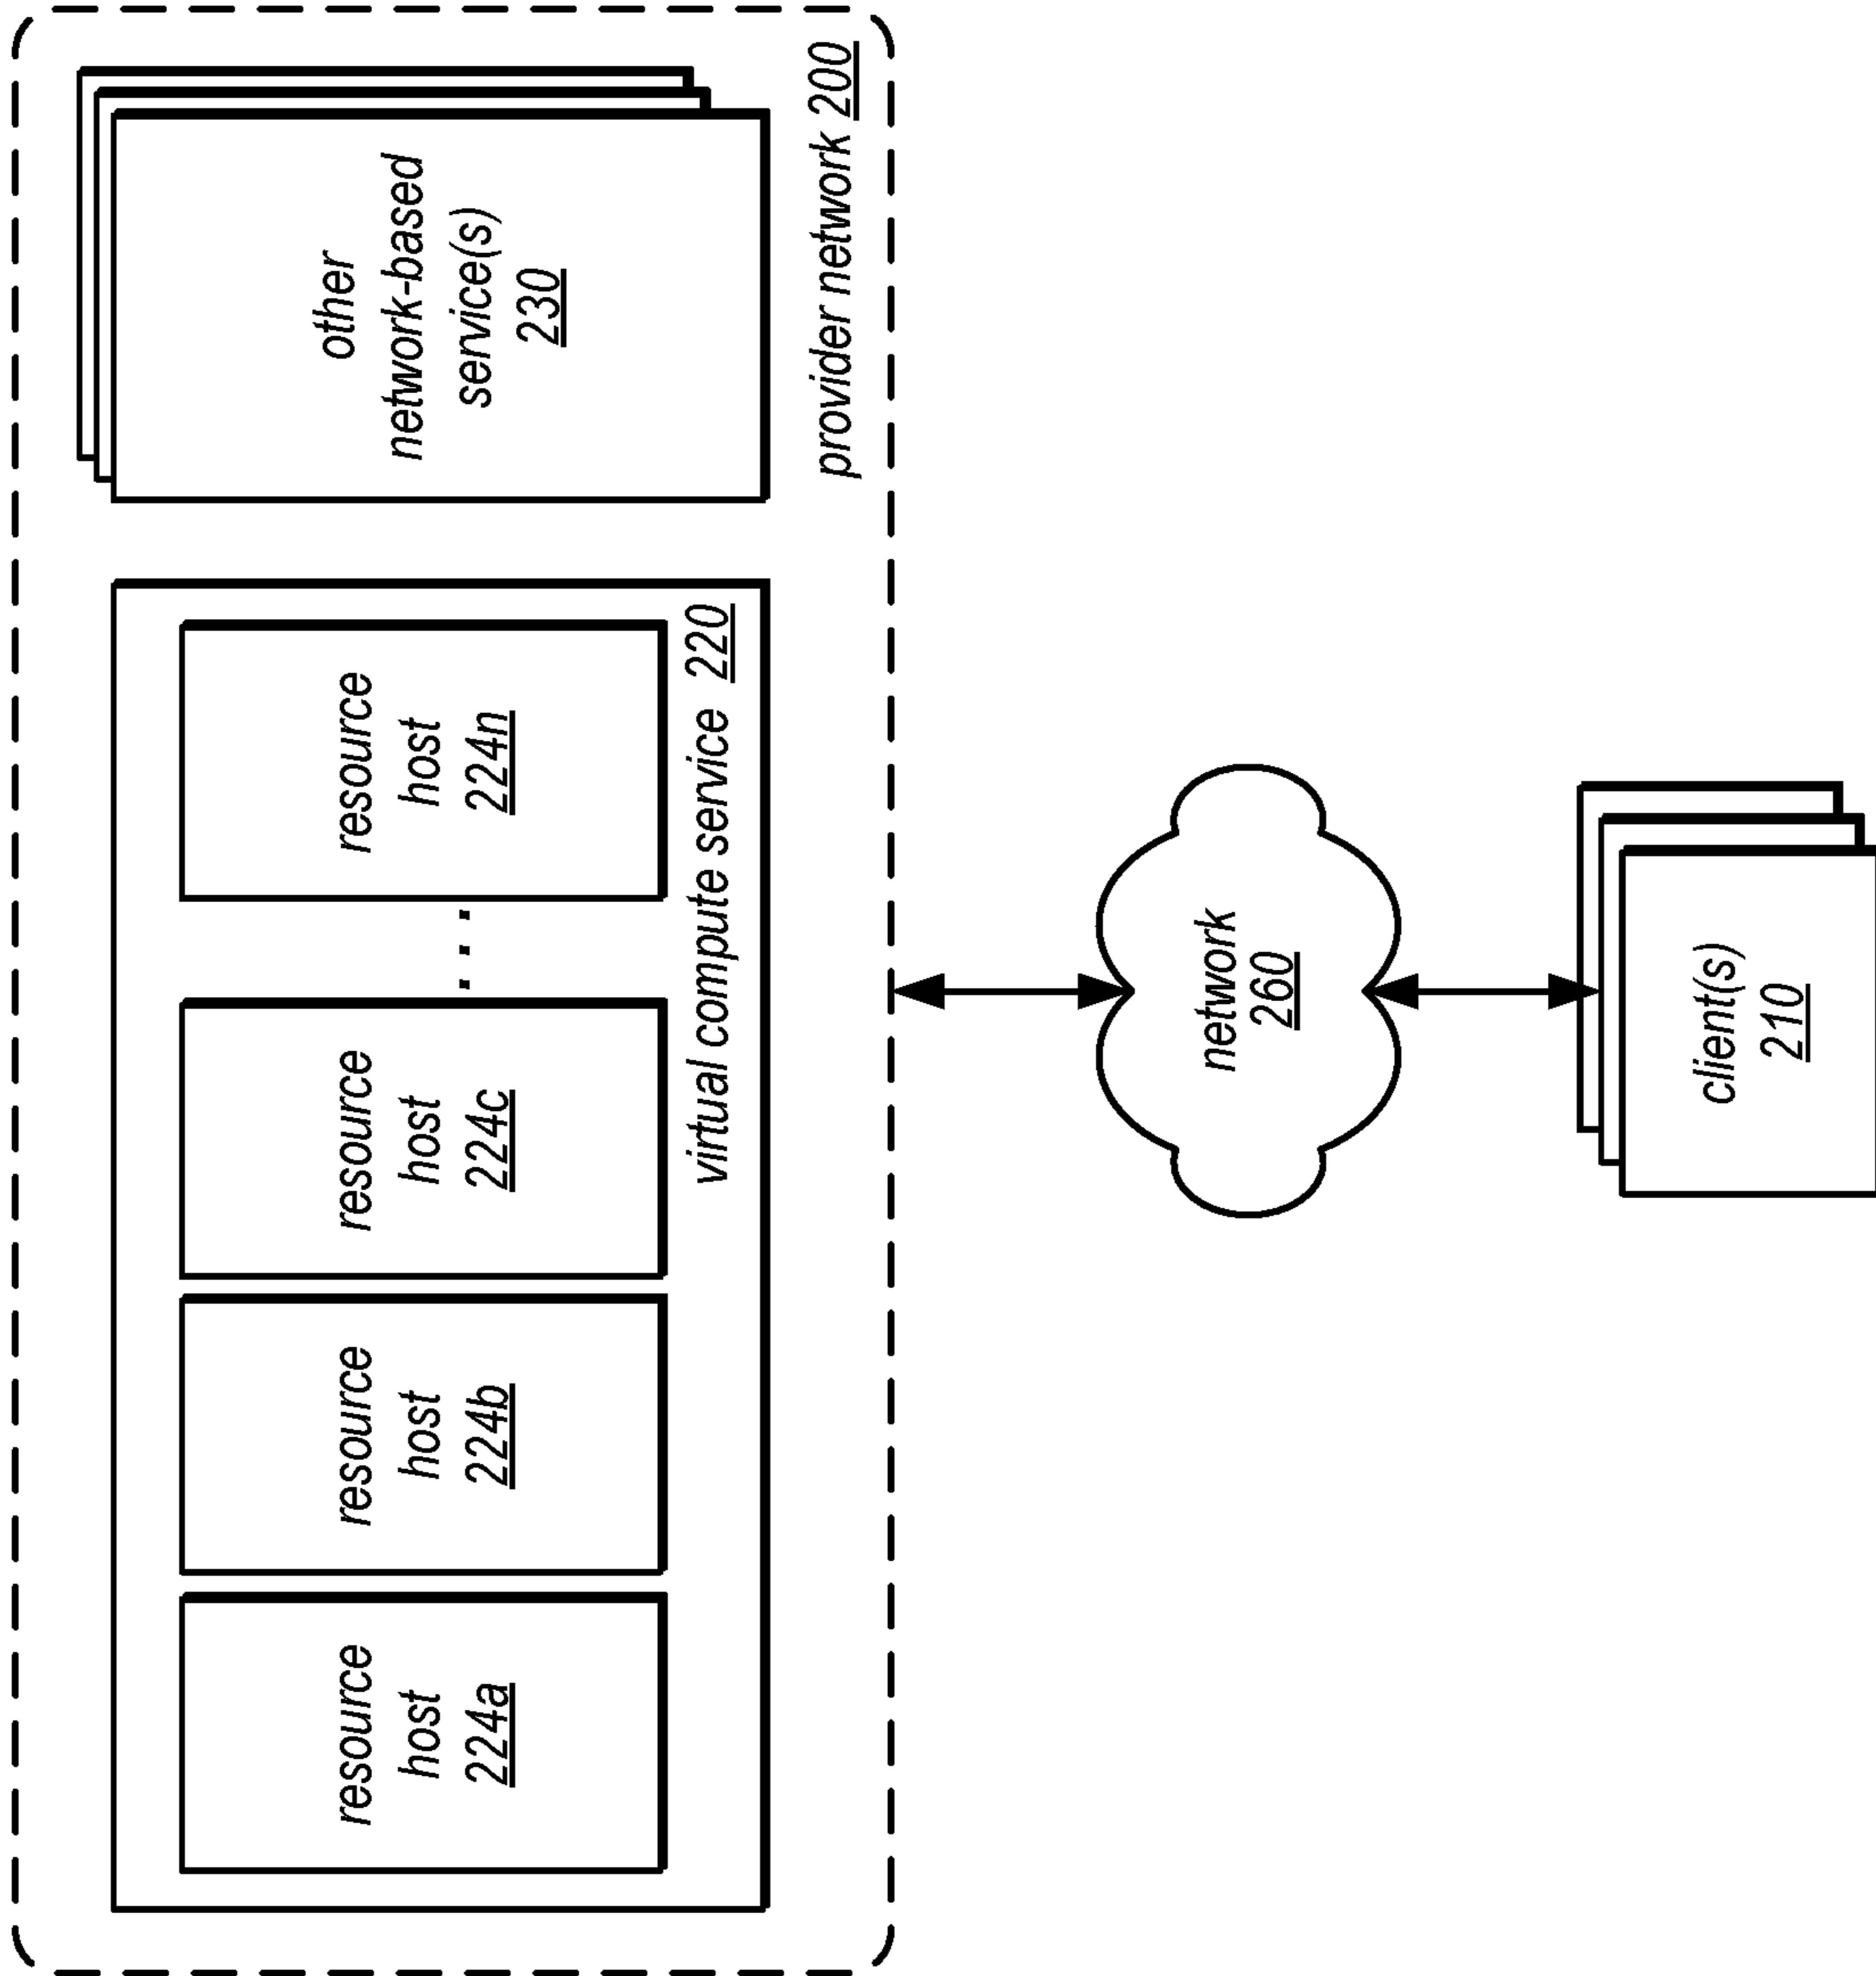 resource
host
224a
resource
host
224b
resource
host
224c
...
resource
host
224n
virtual compute service 220
other
network-based
service(s)
230
provider network 200
network
260
client(s)
210